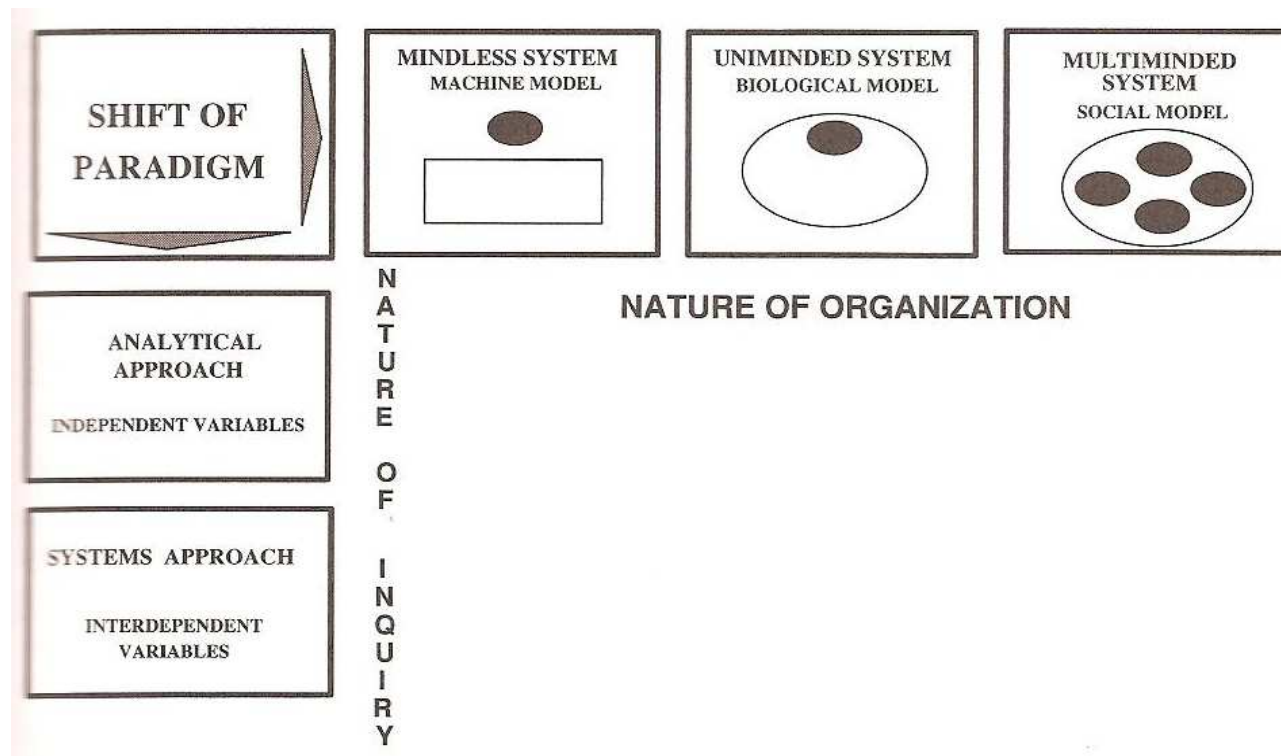 SHIFT OF
PARADIGM
MINDLESS SYSTEM
MACHINE MODEL
UNIMINDED SYSTEM
BIOLOGICAL MODEL
MULTIMINDED
SYSTEM
SOCIAL MODEL
NATURE OF ORGANIZATION
NATURE OF INQUIRY
ANALYTICAL
APPROACH
INDEPENDENT VARIABLES
SYSTEMS APPROACH
INTERDEPENDENT
VARIABLES